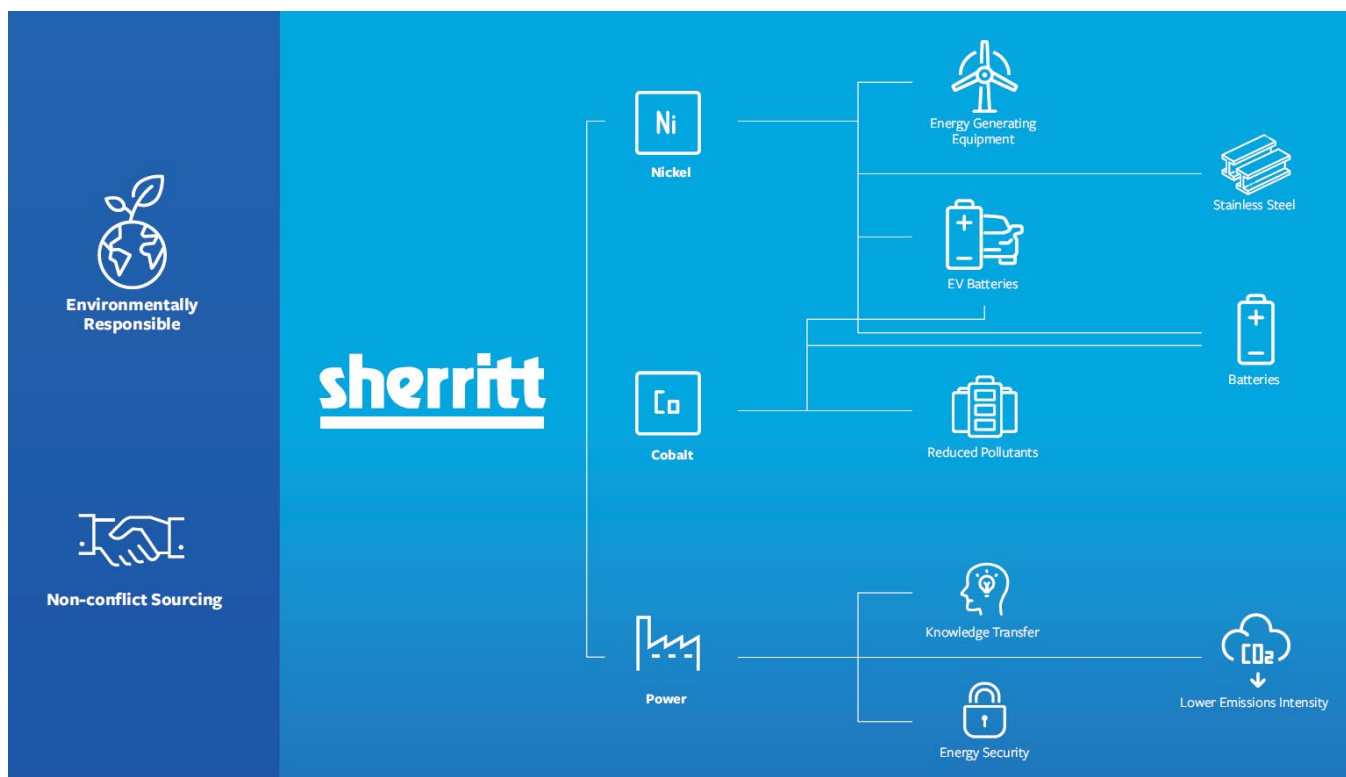 Environmentally
Responsible
Non-conflict Sourcing
sherritt
Ni
Nickel
Co
Cobalt
Power
Energy Generating
Equipment
Stainless Steel
EV Batteries
Batteries
Reduced Pollutants
Knowledge Transfer
CO₂
Lower Emissions Intensity
Energy Security